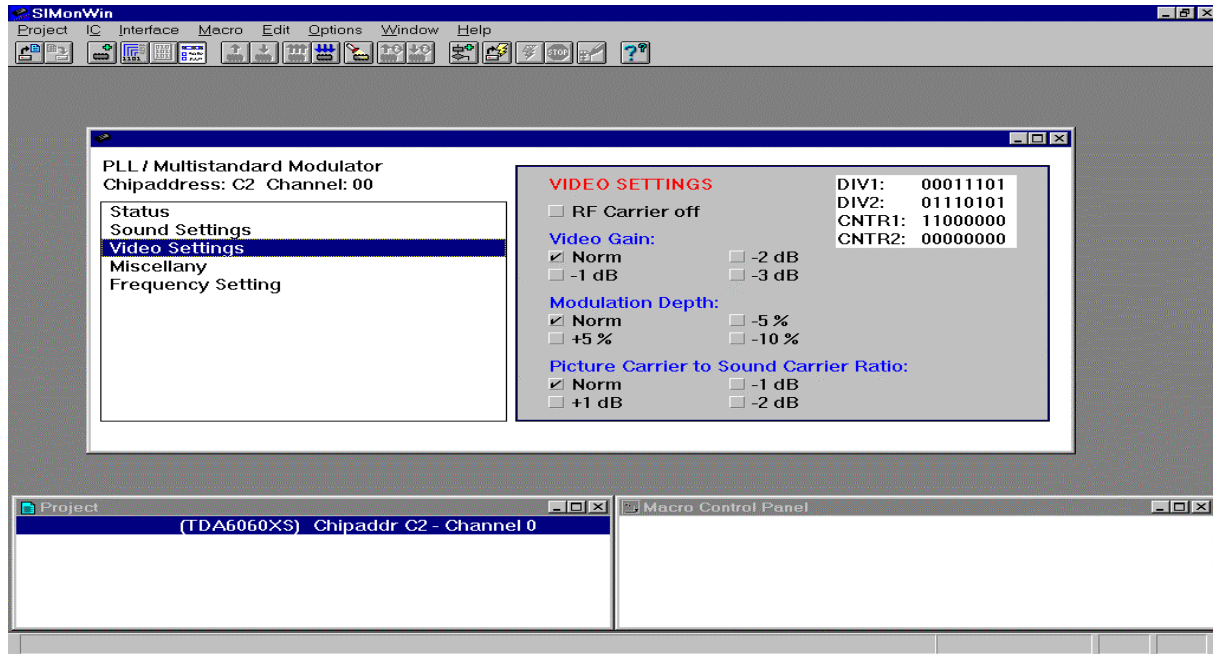 SIMonWin
Project IC Interface Macro Edit Options Window Help
1101
STOP
PLL / Multistandard Modulator
Chipaddress: C2 Channel: 00
Status
Sound Settings
Video Settings
Miscellany
Frequency Setting
VIDEO SETTINGS
RF Carrier off
DIV1: 00011101
DIV2: 01110101
CNTR1: 11000000
CNTR2: 00000000
Video Gain:
Norm -2 dB
-1 dB -3 dB
Modulation Depth:
Norm -5 %
+5 % -10 %
Picture Carrier to Sound Carrier Ratio:
Norm -1 dB
+1 dB -2 dB
Project
(TDA6060XS) Chipaddr C2 - Channel 0
Macro Control Panel